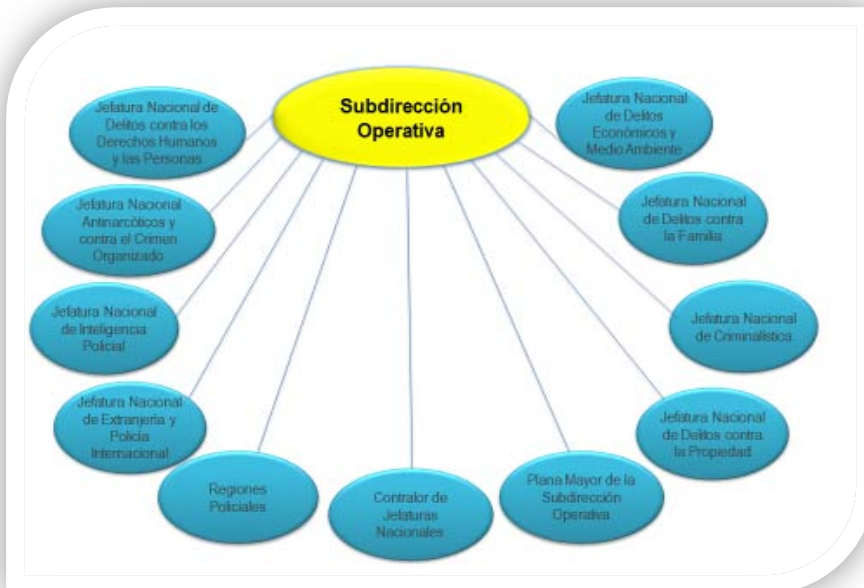 Subdirección
Operativa
Jefatura Nacional de
Delitos contra los
Derechos Humanos
y las Personas
Jefatura Nacional
Antinarcóticos y
contra el Crimen
Organizado
Jefatura Nacional
de Inteligencia
Policial
Jefatura Nacional
de Extranjería y
Policía
Internacional
Regiones
Policiales
Contralor de
Jefaturas
Nacionales
Plana Mayor de la
Subdirección
Operativa
Jefatura Nacional
de Delitos contra
la Propiedad
Jefatura Nacional
de Criminalística
Jefatura Nacional
de Delitos contra
la Familia
Jefatura Nacional
de Delitos
Económicos y
Medio Ambiente